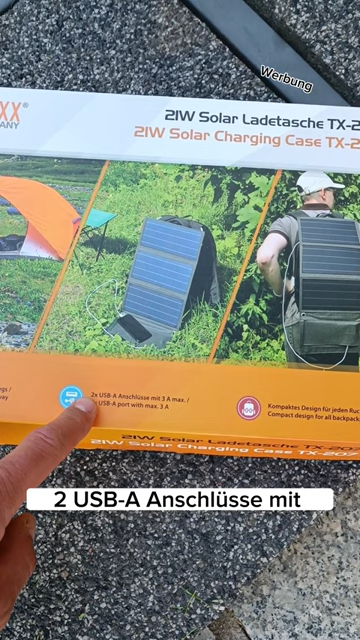 Werbung
XX®
ANY
21W Solar Ladetasche TX-2
21W Solar Charging Case TX-2
2x USB-A Anschlüsse mit 3 A max. /
USB-A port with max. 3 A
Kompaktes Design für jeden Ruc
Compact design for all backpac
21W Solar Ladetasche TX-207
21W Solar Charging Case TX-207
2 USB-A Anschlüsse mit